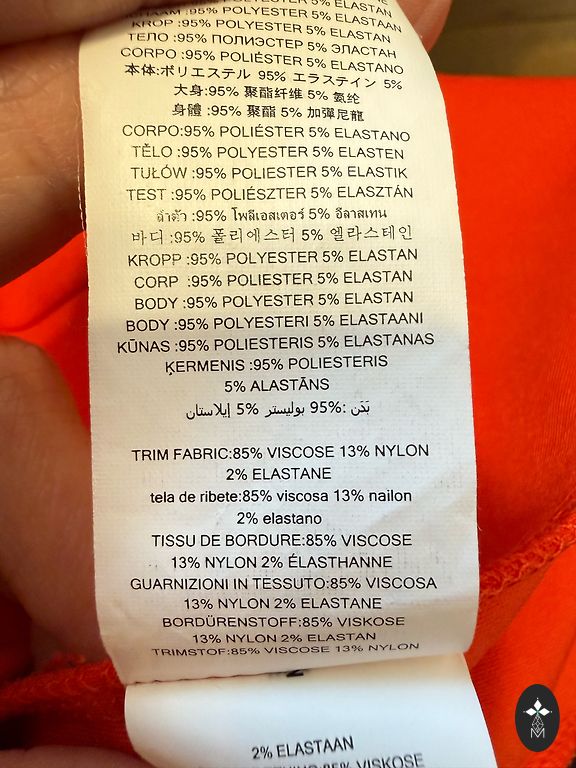 5% ELASTAN
:95% POLYESTER 5% ELASTAAN
KROP :95% POLYESTER 5% ELASTAN
ТЕЛО :95% ПОЛИЭСТЕР 5% ЭЛАСТАН
CORPO :95% POLIÉSTER 5% ELASTANO
本体:ポリエステル 95% エラステイン 5%
大身:95% 聚酯纤维 5% 氨纶
身體 :95% 聚酯 5% 加彈尼龍
CORPO:95% POLIÉSTER 5% ELASTANO
TĚLO :95% POLYESTER 5% ELASTEN
TUŁÓW :95% POLIESTER 5% ELASTIK
TEST :95% POLIÉSZTER 5% ELASZTÁN
ลำตัว :95% โพลีเอสเตอร์ 5% อีลาสเทน
바디 :95% 폴리에스터 5% 엘라스테인
KROPP :95% POLYESTER 5% ELASTAN
CORP :95% POLIESTER 5% ELASTAN
BODY :95% POLYESTER 5% ELASTAN
BODY :95% POLYESTERI 5% ELASTAANI
KŪNAS :95% POLIESTERIS 5% ELASTANAS
ĶERMENIS :95% POLIESTERIS
5% ALASTĀNS
بَدَن :95% بوليستر 5% إيلاستان
TRIM FABRIC:85% VISCOSE 13% NYLON
2% ELASTANE
tela de ribete:85% viscosa 13% nailon
2% elastano
TISSU DE BORDURE:85% VISCOSE
13% NYLON 2% ÉLASTHANNE
GUARNIZIONI IN TESSUTO:85% VISCOSA
13% NYLON 2% ELASTANE
BORDÜRENSTOFF:85% VISKOSE
13% NYLON 2% ELASTAN
TRIMSTOF:85% VISCOSE 13% NYLON
2% ELASTAAN
85% VISKOSE